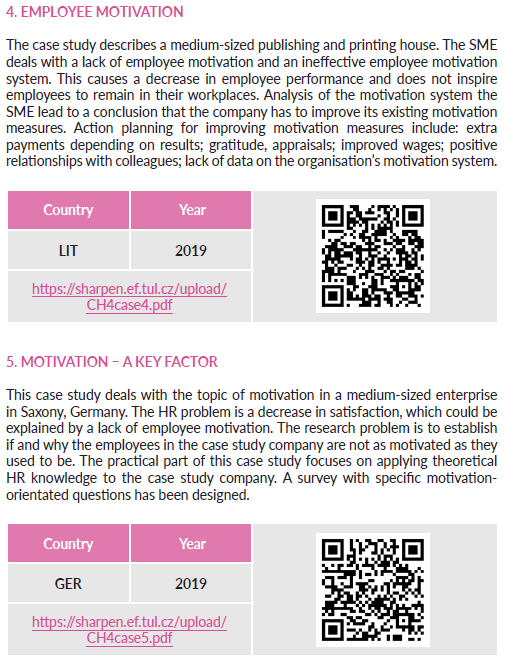 4. EMPLOYEE MOTIVATION
The case study describes a medium-sized publishing and printing house. The SME
deals with a lack of employee motivation and an ineffective employee motivation
system. This causes a decrease in employee performance and does not inspire
employees to remain in their workplaces. Analysis of the motivation system the
SME lead to a conclusion that the company has to improve its existing motivation
measures. Action planning for improving motivation measures include: extra
payments depending on results; gratitude, appraisals; improved wages; positive
relationships with colleagues; lack of data on the organisation's motivation system.
Country Year
LIT 2019
https://sharpen.ef.tul.cz/upload/
CH4case4.pdf
5. MOTIVATION – A KEY FACTOR
This case study deals with the topic of motivation in a medium-sized enterprise
in Saxony, Germany. The HR problem is a decrease in satisfaction, which could be
explained by a lack of employee motivation. The research problem is to establish
if and why the employees in the case study company are not as motivated as they
used to be. The practical part of this case study focuses on applying theoretical
HR knowledge to the case study company. A survey with specific motivation-
orientated questions has been designed.
Country Year
GER 2019
https://sharpen.ef.tul.cz/upload/
CH4case5.pdf